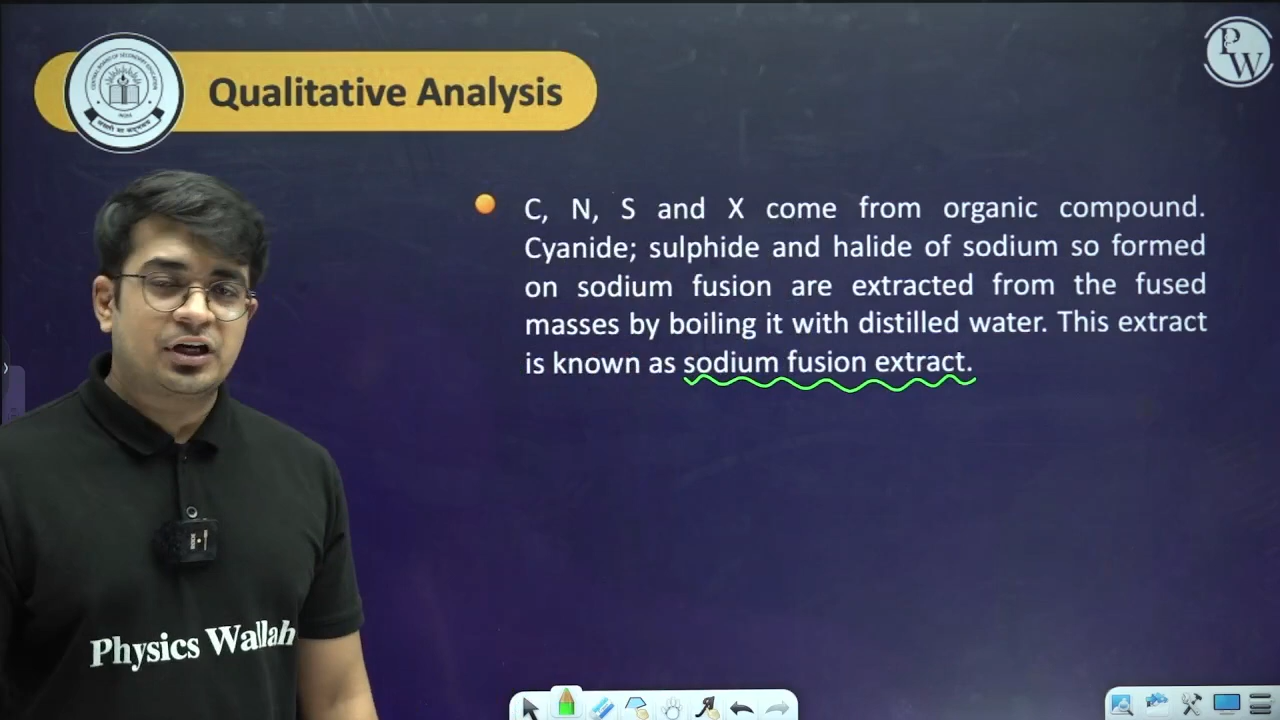 Qualitative Analysis
PW
C, N, S and X come from organic compound.
Cyanide; sulphide and halide of sodium so formed
on sodium fusion are extracted from the fused
masses by boiling it with distilled water. This extract
is known as sodium fusion extract.
Physics Wallah